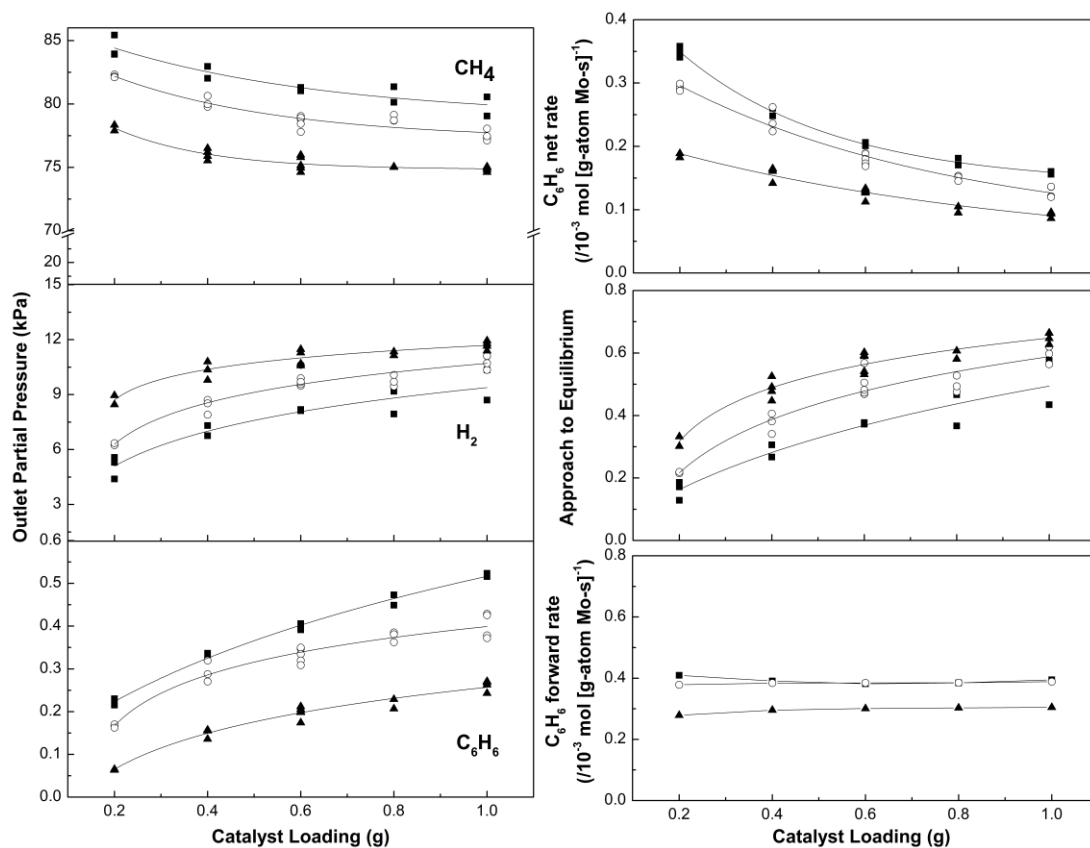 85
80
75
70
20
15
CH4
Outlet Partial Pressure (kPa)
12
9
6
3
0.6
H2
0.5
0.4
0.3
0.2
0.1
0.0
C6H6
0.2 0.4 0.6 0.8 1.0
Catalyst Loading (g)
C6H6 net rate
(/10-3 mol [g-atom Mo-s]-1)
0.4
0.3
0.2
0.1
0.0
Approach to Equilibrium
0.8
0.6
0.4
0.2
0.0
C6H6 forward rate
(/10-3 mol [g-atom Mo-s]-1)
0.8
0.6
0.4
0.2
0.0
0.2 0.4 0.6 0.8 1.0
Catalyst Loading (g)